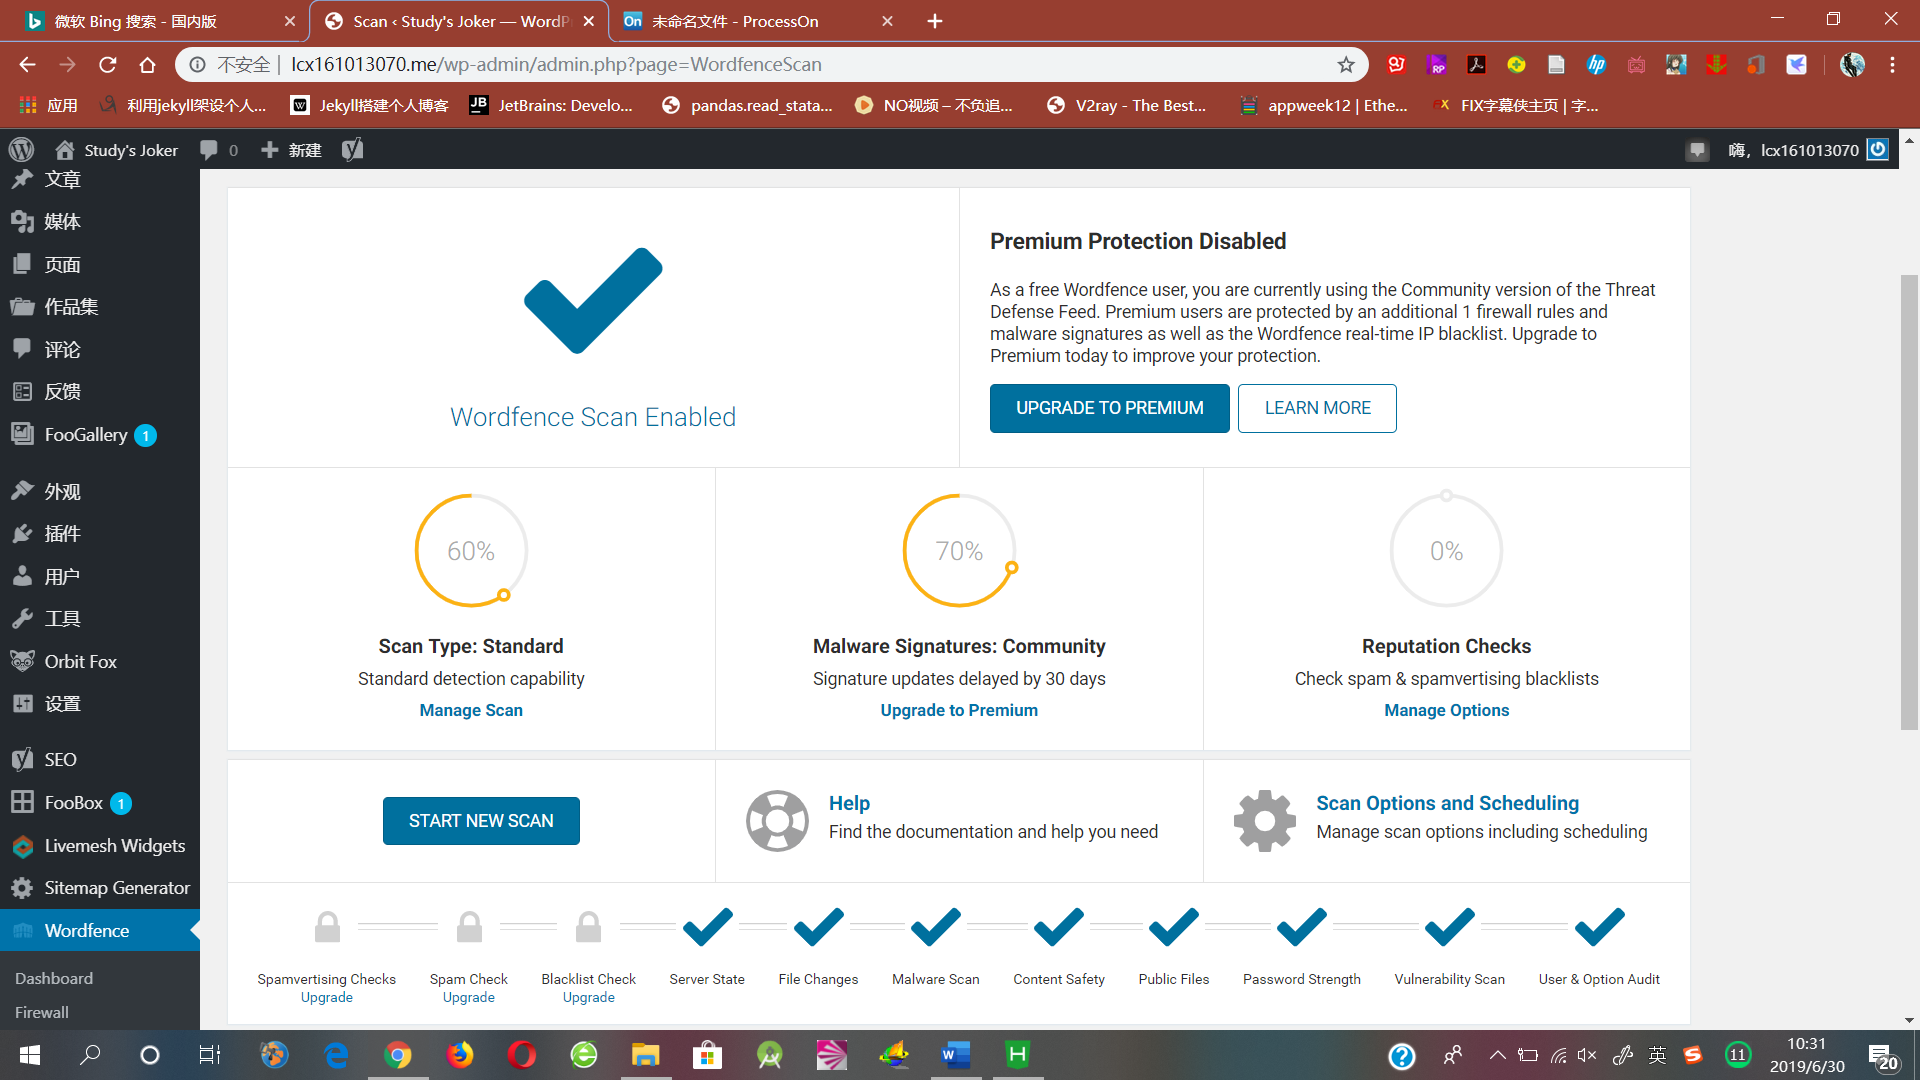 微软 Bing 搜索 - 国内版
Scan ‹ Study's Joker — WordP
On 未命名文件 - ProcessOn
不安全 | lcx161013070.me/wp-admin/admin.php?page=WordfenceScan
应用
利用jekyll架设个人...
Jekyll搭建个人博客
JetBrains: Develo...
pandas.read_stata...
NO视频 – 不负追...
V2ray - The Best...
appweek12 | Ethe...
FIX字幕侠主页 | 字...
Study's Joker
0
新建
嗨，lcx161013070
文章
媒体
页面
作品集
评论
反馈
FooGallery 1
外观
插件
用户
工具
Orbit Fox
设置
SEO
FooBox 1
Livemesh Widgets
Sitemap Generator
Wordfence
Dashboard
Firewall
Wordfence Scan Enabled
Premium Protection Disabled
As a free Wordfence user, you are currently using the Community version of the Threat
Defense Feed. Premium users are protected by an additional 1 firewall rules and
malware signatures as well as the Wordfence real-time IP blacklist. Upgrade to
Premium today to improve your protection.
UPGRADE TO PREMIUM
LEARN MORE
60%
Scan Type: Standard
Standard detection capability
Manage Scan
70%
Malware Signatures: Community
Signature updates delayed by 30 days
Upgrade to Premium
0%
Reputation Checks
Check spam & spamvertising blacklists
Manage Options
START NEW SCAN
Help
Find the documentation and help you need
Scan Options and Scheduling
Manage scan options including scheduling
Spamvertising Checks
Upgrade
Spam Check
Upgrade
Blacklist Check
Upgrade
Server State
File Changes
Malware Scan
Content Safety
Public Files
Password Strength
Vulnerability Scan
User & Option Audit
英
11
10:31
2019/6/30
20